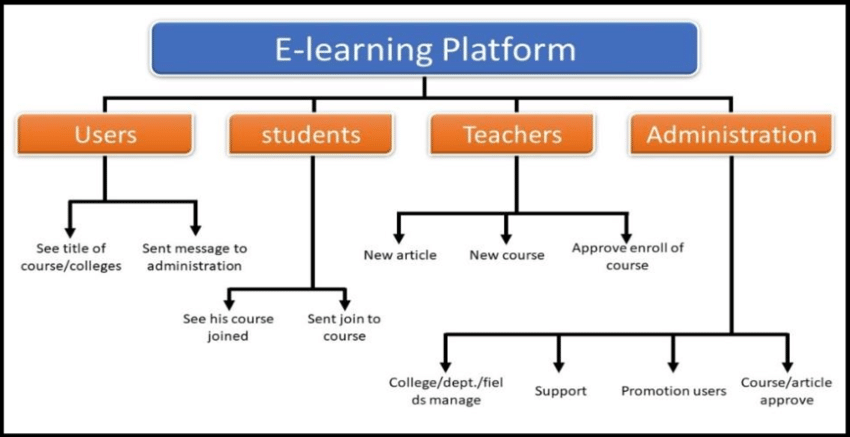 E-learning Platform
Users
students
Teachers
Administration
See title of
course/colleges
Sent message to
administration
New article
New course
Approve enroll of
course
See his course
joined
Sent join to
course
College/dept./fiel
ds manage
Support
Promotion users
Course/article
approve